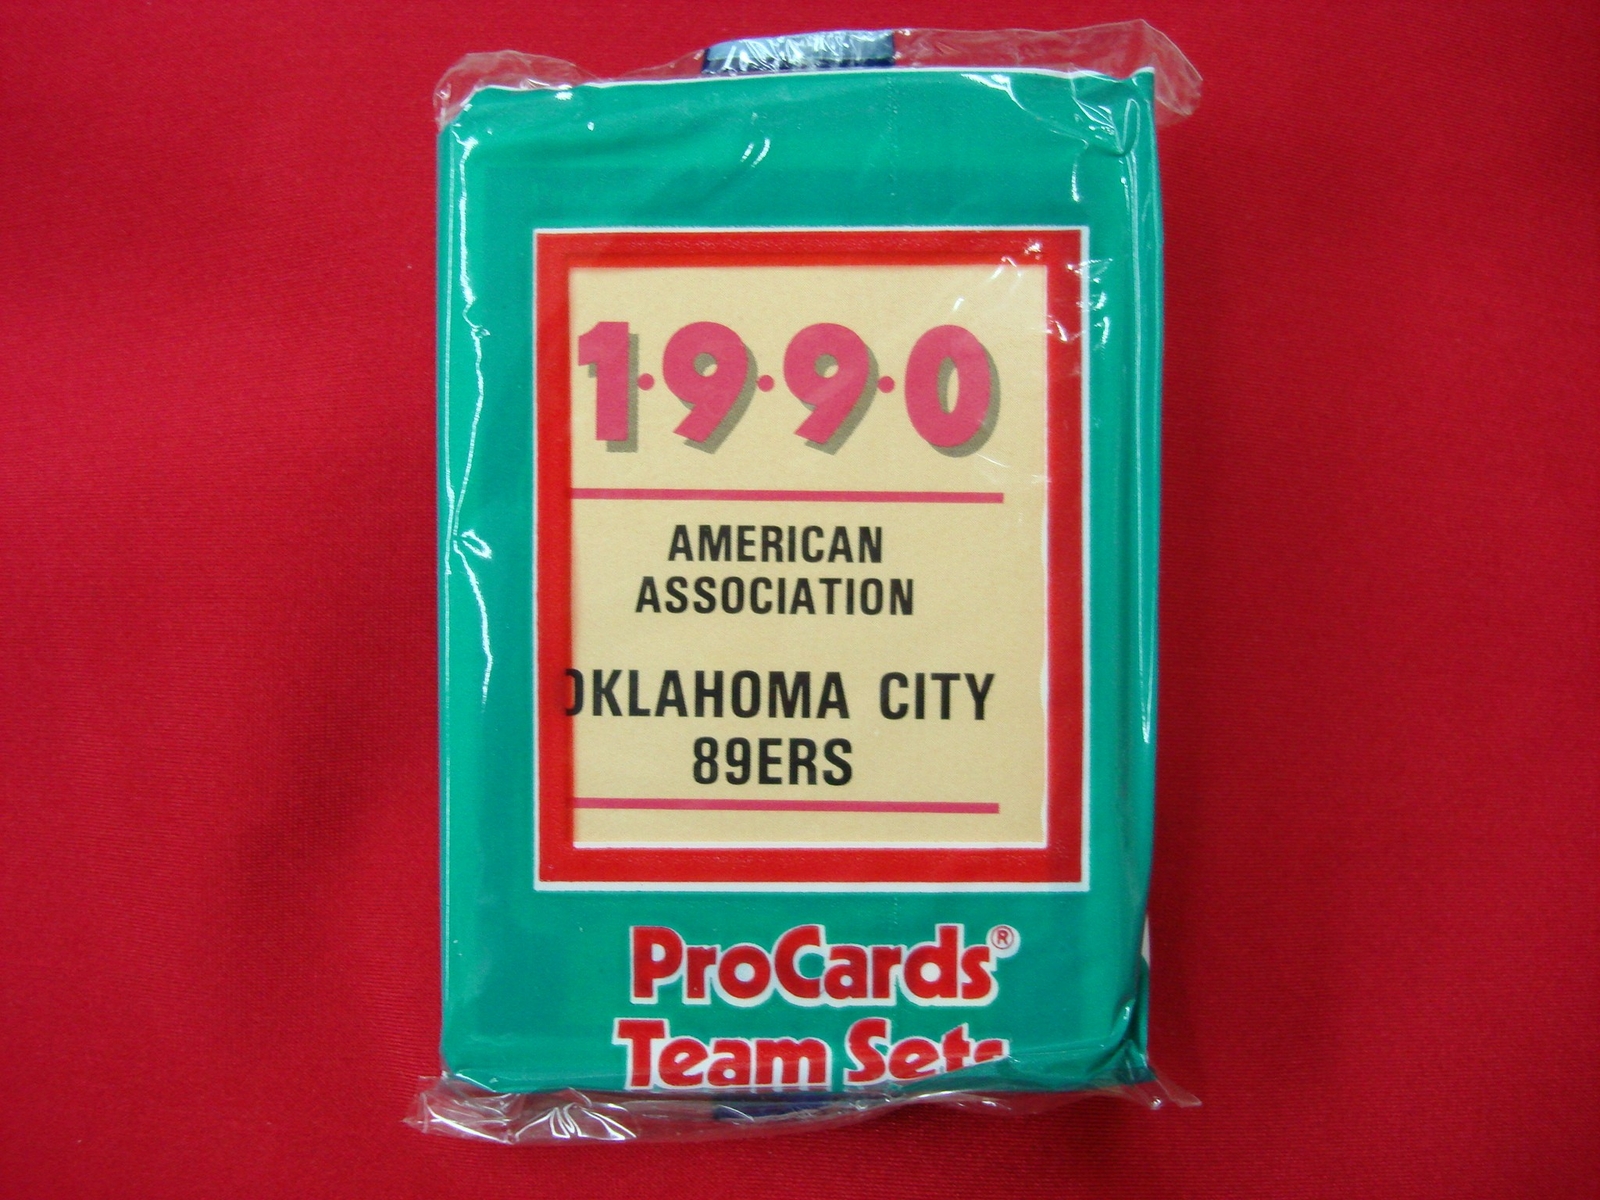 1·9·9·0
AMERICAN
ASSOCIATION
OKLAHOMA CITY
89ERS
ProCards®
Team Sets